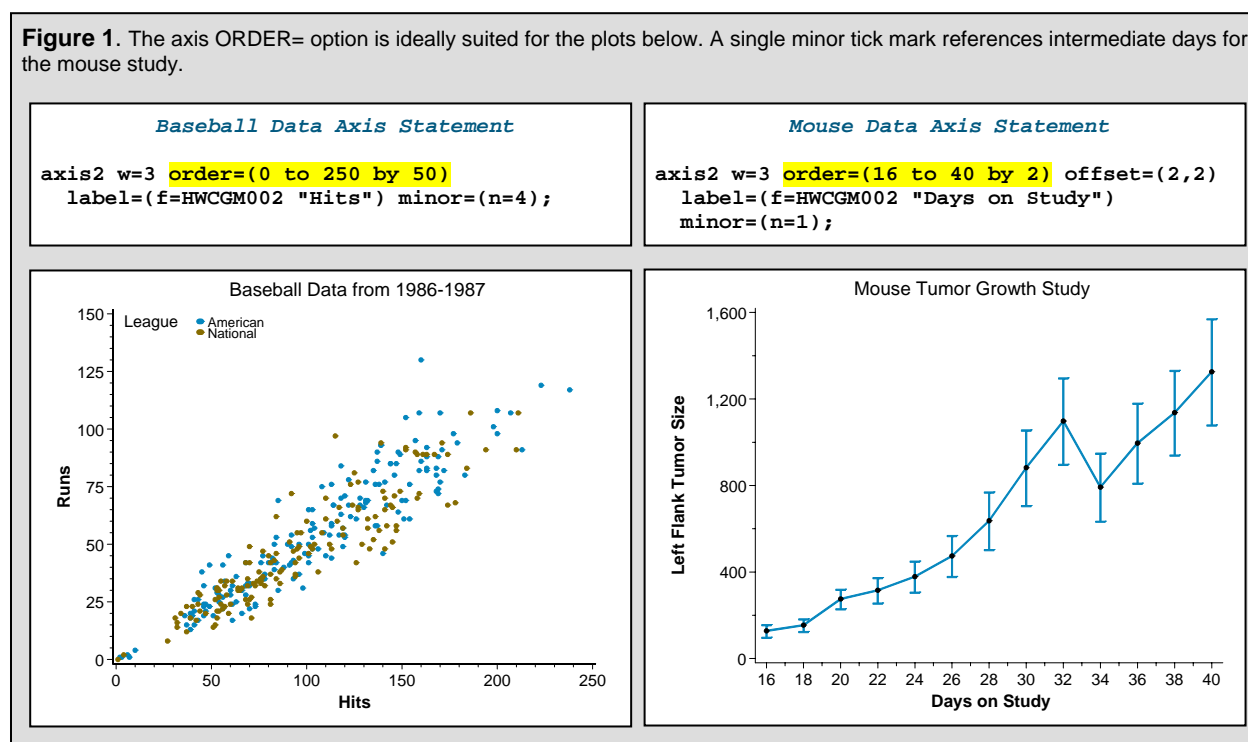 Figure 1. The axis ORDER= option is ideally suited for the plots below. A single minor tick mark references intermediate days for
the mouse study.
Baseball Data Axis Statement
axis2 w=3 order=(0 to 250 by 50)
label=(f=HWCGM002 "Hits") minor=(n=4);
Mouse Data Axis Statement
axis2 w=3 order=(16 to 40 by 2) offset=(2,2)
label=(f=HWCGM002 "Days on Study")
minor=(n=1);
Baseball Data from 1986-1987
League
American
National
150
125
100
75
50
25
0
Runs
0 50 100 150 200 250
Hits
Mouse Tumor Growth Study
1,600
1,200
800
400
0
Left Flank Tumor Size
16 18 20 22 24 26 28 30 32 34 36 38 40
Days on Study